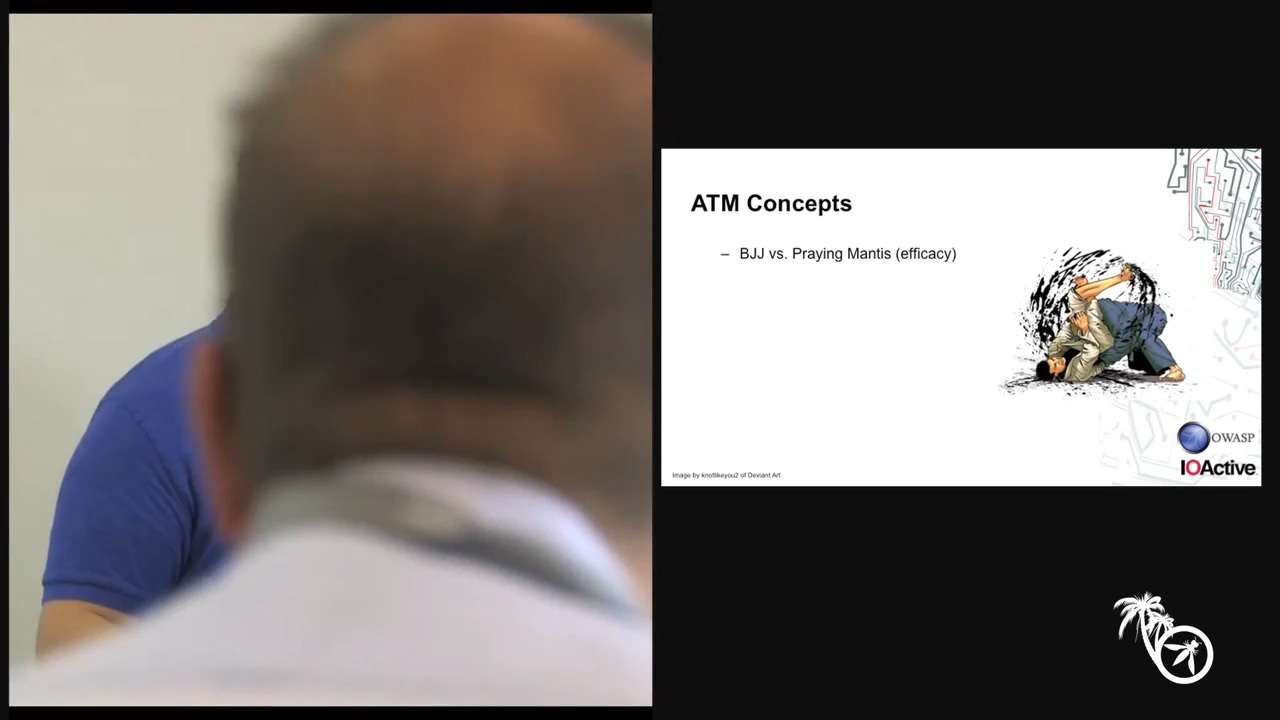 ATM Concepts
– BJJ vs. Praying Mantis (efficacy)
OWASP
IOActive
Image by knotlikeyou2 of Deviant Art